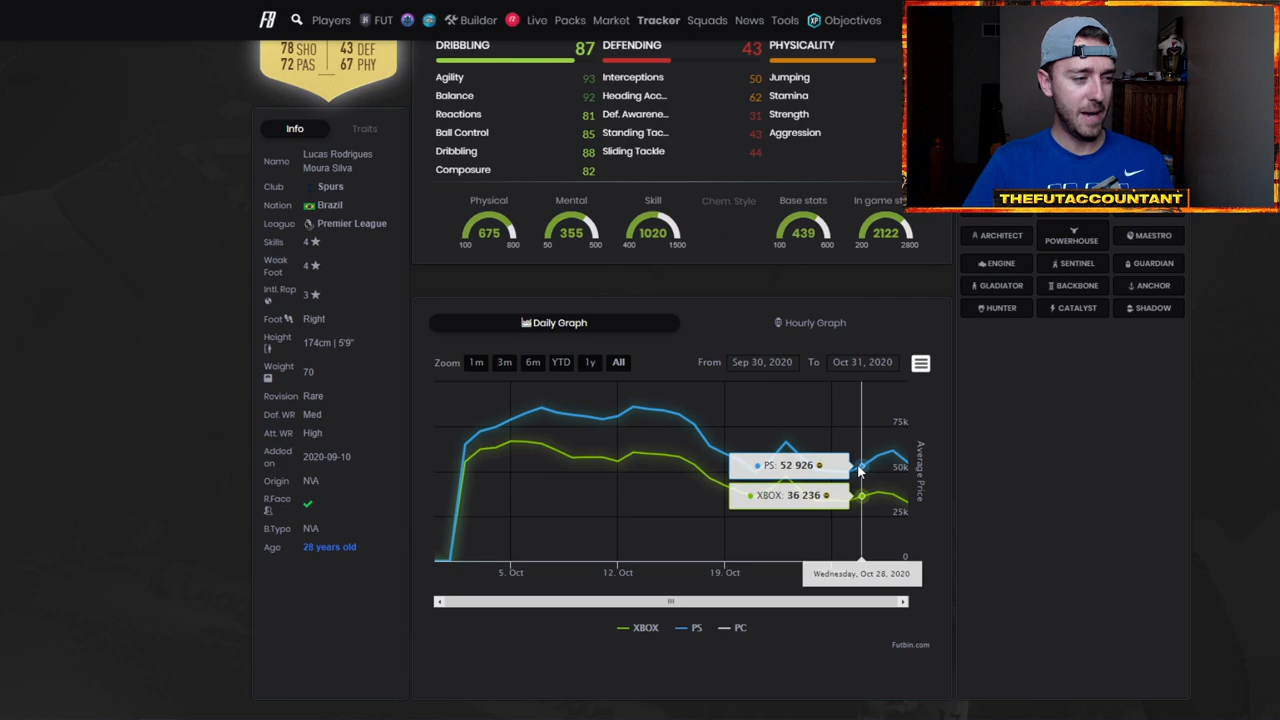 Players FUT Builder Live Packs Market Tracker Squads News Tools XP Objectives
78 SHO 43 DEF
72 PAS 67 PHY
DRIBBLING 87 DEFENDING 43 PHYSICALITY
Agility 93 Interceptions 50 Jumping
Balance 92 Heading Acc... 62 Stamina
Reactions 81 Def. Awarene... 31 Strength
Ball Control 85 Standing Tac... 43 Aggression
Dribbling 88 Sliding Tackle 44
Composure 82
THEFUTACCOUNTANT
Info Traits
Name Lucas Rodrigues
Moura Silva
Club Spurs
Nation Brazil
League Premier League
Skills 4★
Weak
Foot 4★
Intl. Rep 3★
Foot Right
Height 174cm | 5'9"
Weight 70
Revision Rare
Def. WR Med
Att. WR High
Added
on 2020-09-10
Origin N\A
R.Face
B.Type N\A
Age 28 years old
Physical Mental Skill Chem. Style Base stats In game st
675 355 1020 439 2122
100 800 50 500 400 1500 100 600 200 2800
ARCHITECT POWERHOUSE MAESTRO
ENGINE SENTINEL GUARDIAN
GLADIATOR BACKBONE ANCHOR
HUNTER CATALYST SHADOW
Daily Graph Hourly Graph
Zoom 1m 3m 6m YTD 1y All From Sep 30, 2020 To Oct 31, 2020
75k
50k
25k
0
Average Price
PS: 52 926
XBOX: 36 236
5. Oct 12. Oct 19. Oct Wednesday, Oct 28, 2020
XBOX PS PC
Futbin.com